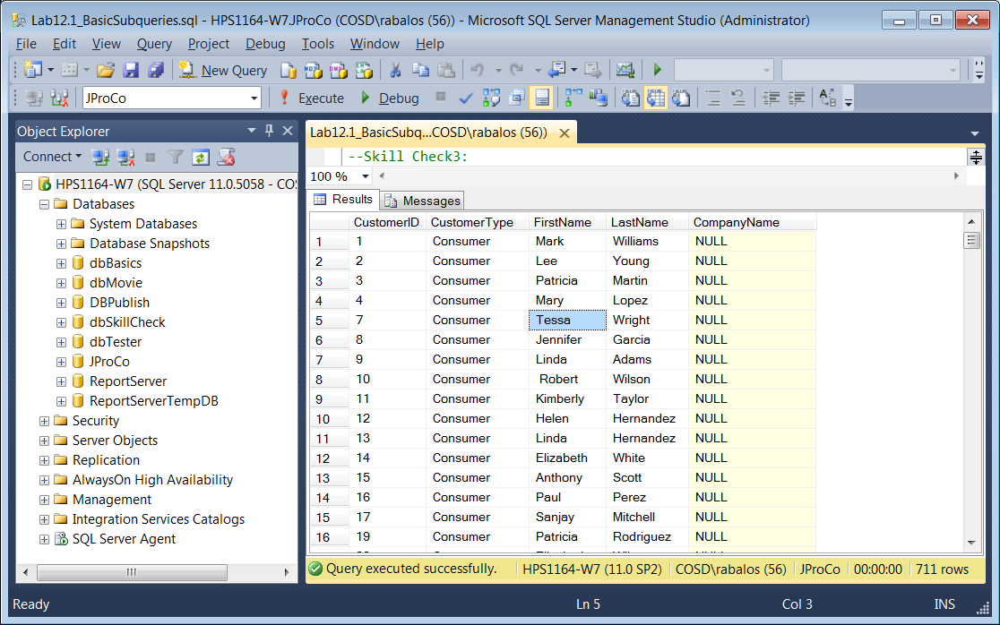 Lab12.1_BasicSubqueries.sql - HPS1164-W7JProCo (COSD\rabalos (56)) - Microsoft SQL Server Management Studio (Administrator)
File Edit View Query Project Debug Tools Window Help
New Query
JProCo Execute Debug
Object Explorer
Connect
HPS1164-W7 (SQL Server 11.0.5058 - COS
Databases
System Databases
Database Snapshots
dbBasics
dbMovie
DBPublish
dbSkillCheck
dbTester
JProCo
ReportServer
ReportServerTempDB
Security
Server Objects
Replication
AlwaysOn High Availability
Management
Integration Services Catalogs
SQL Server Agent
Lab12.1_BasicSubq...COSD\rabalos (56))
--Skill Check3:
100 %
Results Messages
CustomerID CustomerType FirstName LastName CompanyName
1 1 Consumer Mark Williams NULL
2 2 Consumer Lee Young NULL
3 3 Consumer Patricia Martin NULL
4 4 Consumer Mary Lopez NULL
5 7 Consumer Tessa Wright NULL
6 8 Consumer Jennifer Garcia NULL
7 9 Consumer Linda Adams NULL
8 10 Consumer Robert Wilson NULL
9 11 Consumer Kimberly Taylor NULL
10 12 Consumer Helen Hernandez NULL
11 13 Consumer Linda Hernandez NULL
12 14 Consumer Elizabeth White NULL
13 15 Consumer Anthony Scott NULL
14 16 Consumer Paul Perez NULL
15 17 Consumer Sanjay Mitchell NULL
16 19 Consumer Patricia Rodriguez NULL
Query executed successfully. HPS1164-W7 (11.0 SP2) COSD\rabalos (56) JProCo 00:00:00 711 rows
Ready Ln 5 Col 3 INS